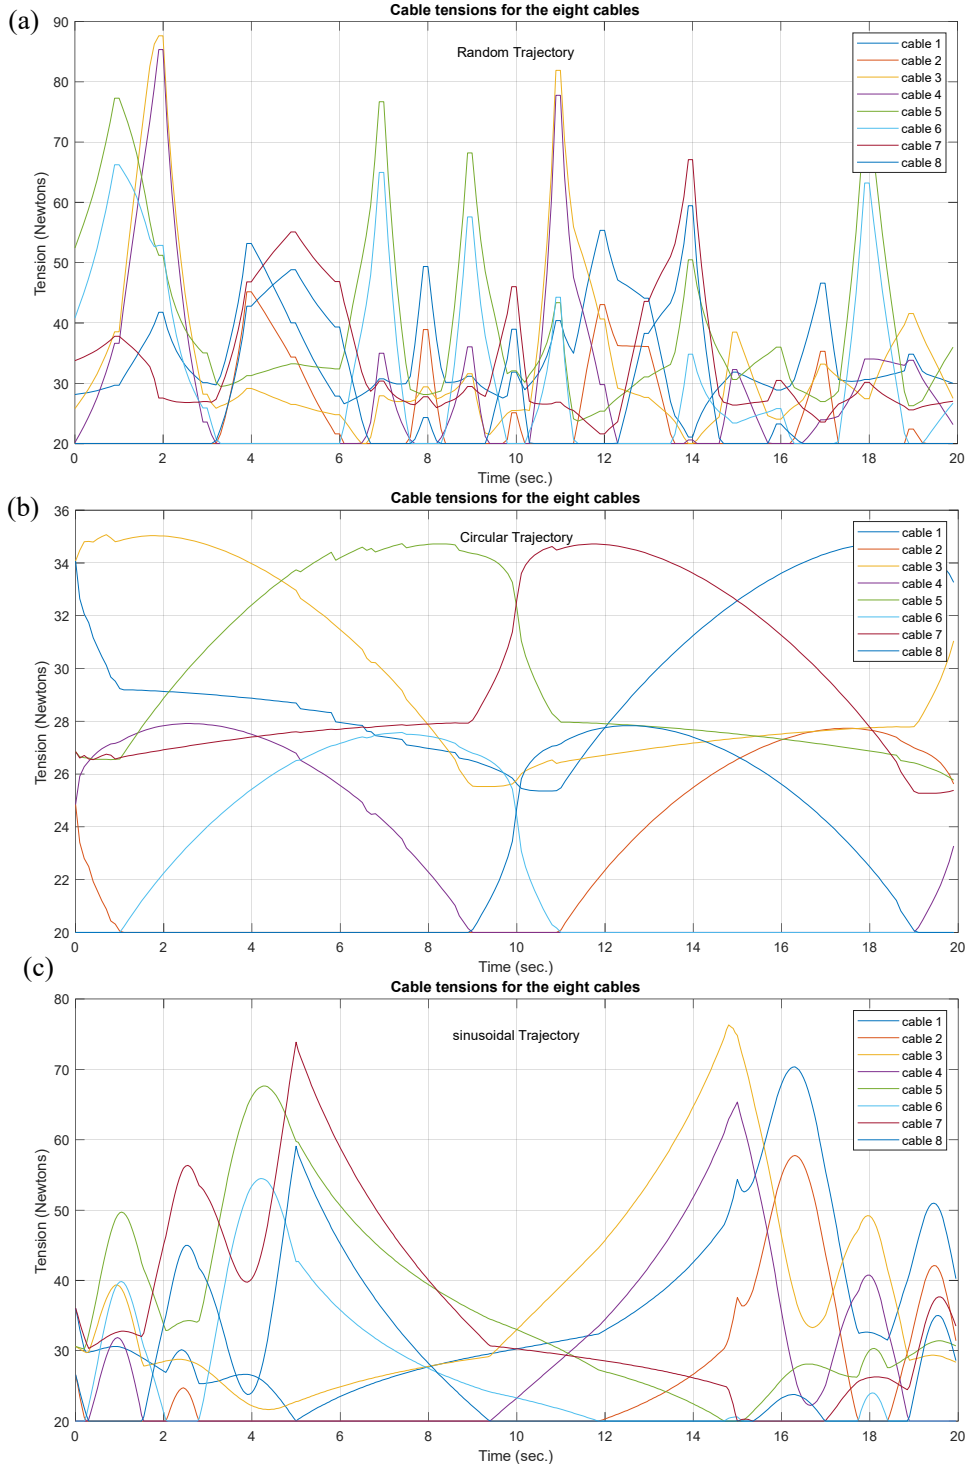 (a)
Cable tensions for the eight cables
Random Trajectory
cable 1
cable 2
cable 3
cable 4
cable 5
cable 6
cable 7
cable 8
Tension (Newtons)
90
80
70
60
50
40
30
20
0 2 4 6 8 10 12 14 16 18 20
Time (sec.)
(b)
Cable tensions for the eight cables
Circular Trajectory
cable 1
cable 2
cable 3
cable 4
cable 5
cable 6
cable 7
cable 8
Tension (Newtons)
36
34
32
30
28
26
24
22
20
0 2 4 6 8 10 12 14 16 18 20
Time (sec.)
(c)
Cable tensions for the eight cables
sinusoidal Trajectory
cable 1
cable 2
cable 3
cable 4
cable 5
cable 6
cable 7
cable 8
Tension (Newtons)
80
70
60
50
40
30
20
0 2 4 6 8 10 12 14 16 18 20
Time (sec.)